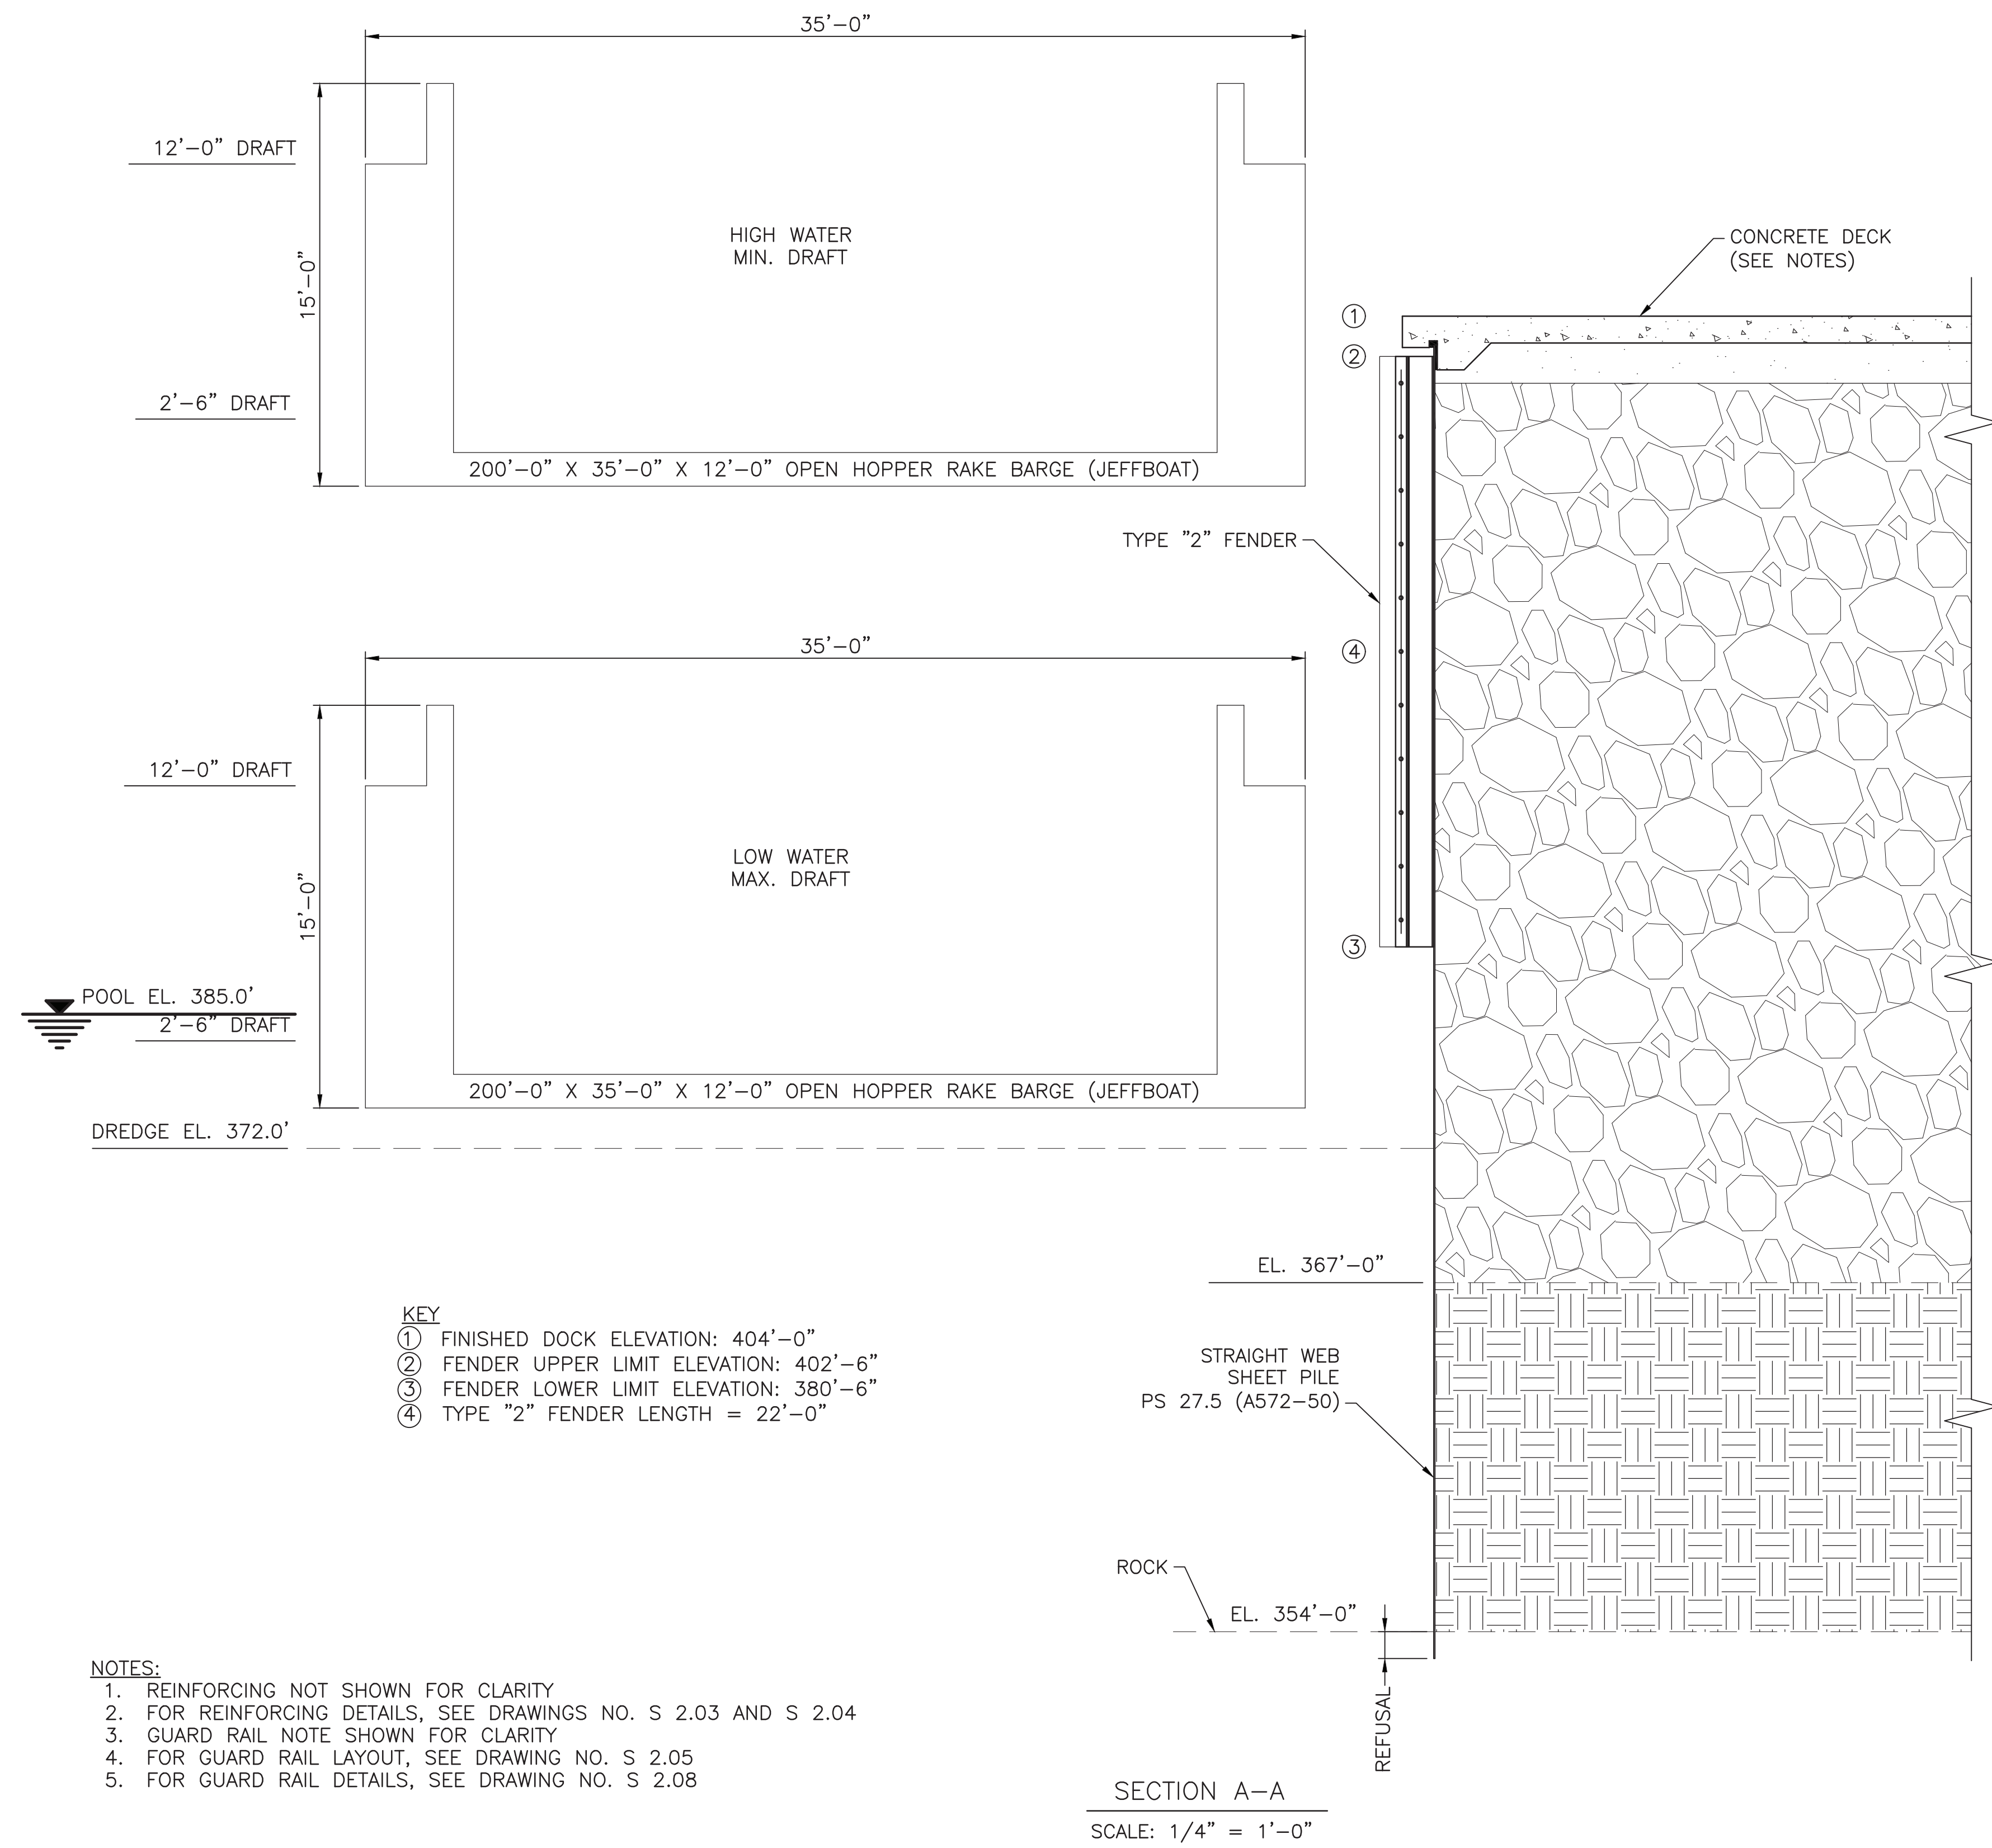 35'-0"
12'-0" DRAFT
HIGH WATER
MIN. DRAFT
15'-0"
2'-6" DRAFT
200'-0" X 35'-0" X 12'-0" OPEN HOPPER RAKE BARGE (JEFFBOAT)
CONCRETE DECK
(SEE NOTES)
1
2
TYPE "2" FENDER
4
3
35'-0"
12'-0" DRAFT
LOW WATER
MAX. DRAFT
15'-0"
POOL EL. 385.0'
2'-6" DRAFT
200'-0" X 35'-0" X 12'-0" OPEN HOPPER RAKE BARGE (JEFFBOAT)
DREDGE EL. 372.0'
EL. 367'-0"
KEY
1 FINISHED DOCK ELEVATION: 404'-0"
2 FENDER UPPER LIMIT ELEVATION: 402'-6"
3 FENDER LOWER LIMIT ELEVATION: 380'-6"
4 TYPE "2" FENDER LENGTH = 22'-0"
STRAIGHT WEB
SHEET PILE
PS 27.5 (A572-50)
ROCK
EL. 354'-0"
REFUSAL
NOTES:
1. REINFORCING NOT SHOWN FOR CLARITY
2. FOR REINFORCING DETAILS, SEE DRAWINGS NO. S 2.03 AND S 2.04
3. GUARD RAIL NOTE SHOWN FOR CLARITY
4. FOR GUARD RAIL LAYOUT, SEE DRAWING NO. S 2.05
5. FOR GUARD RAIL DETAILS, SEE DRAWING NO. S 2.08
SECTION A-A
SCALE: 1/4" = 1'-0"